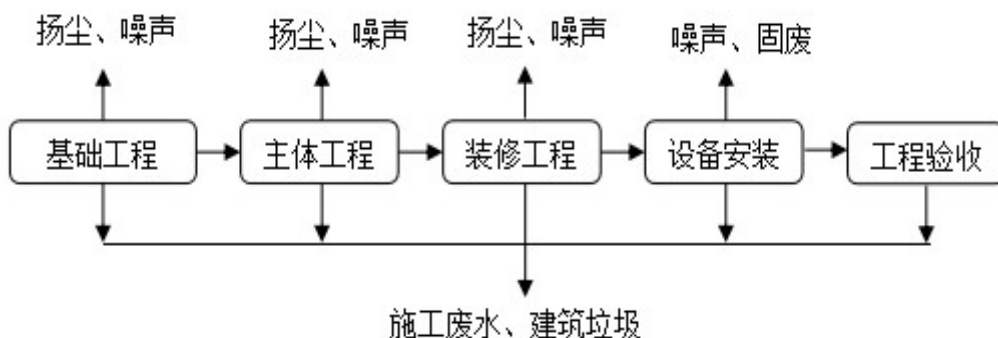 扬尘、噪声
扬尘、噪声
扬尘、噪声
噪声、固废
基础工程
主体工程
装修工程
设备安装
工程验收
施工废水、建筑垃圾